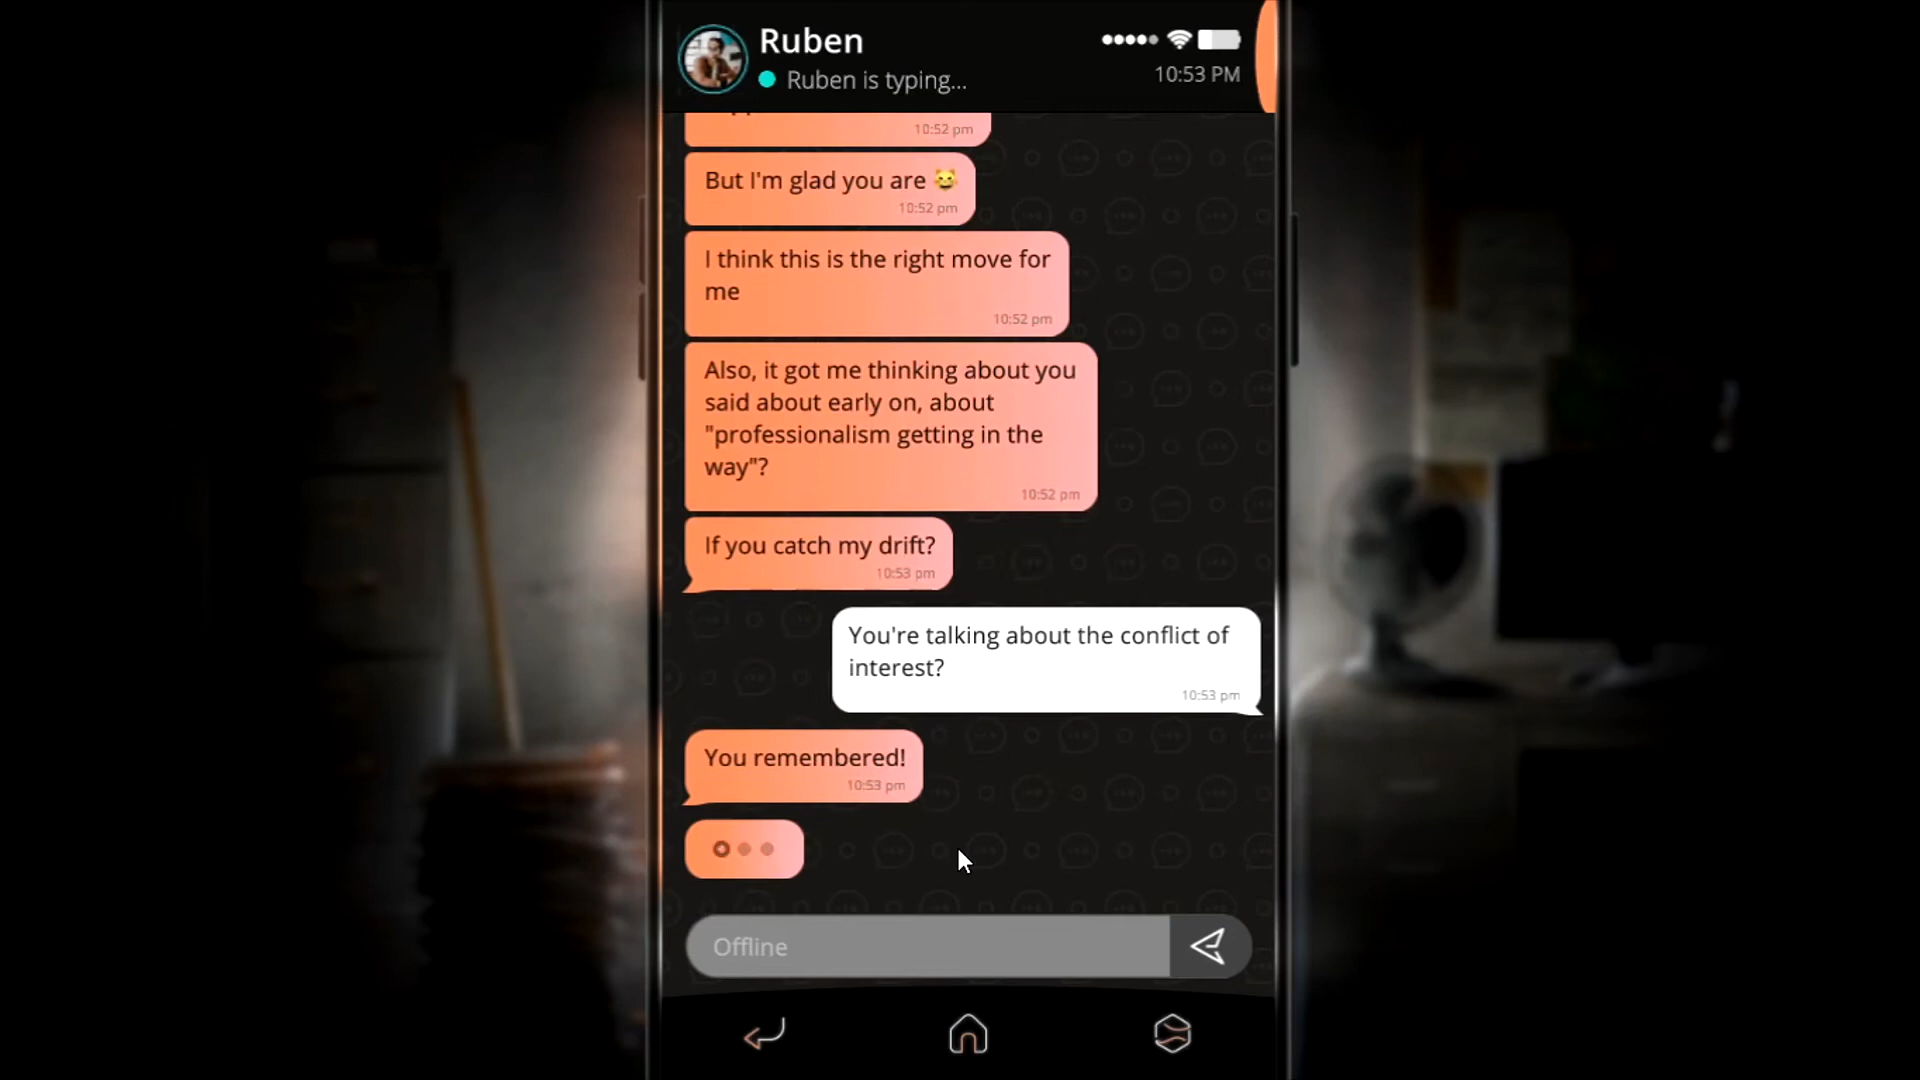 Ruben
Ruben is typing...
10:53 PM
10:52 pm
But I'm glad you are
10:52 pm
I think this is the right move for
me
10:52 pm
Also, it got me thinking about you
said about early on, about
"professionalism getting in the
way"?
10:52 pm
If you catch my drift?
10:53 pm
You're talking about the conflict of
interest?
10:53 pm
You remembered!
10:53 pm
Offline